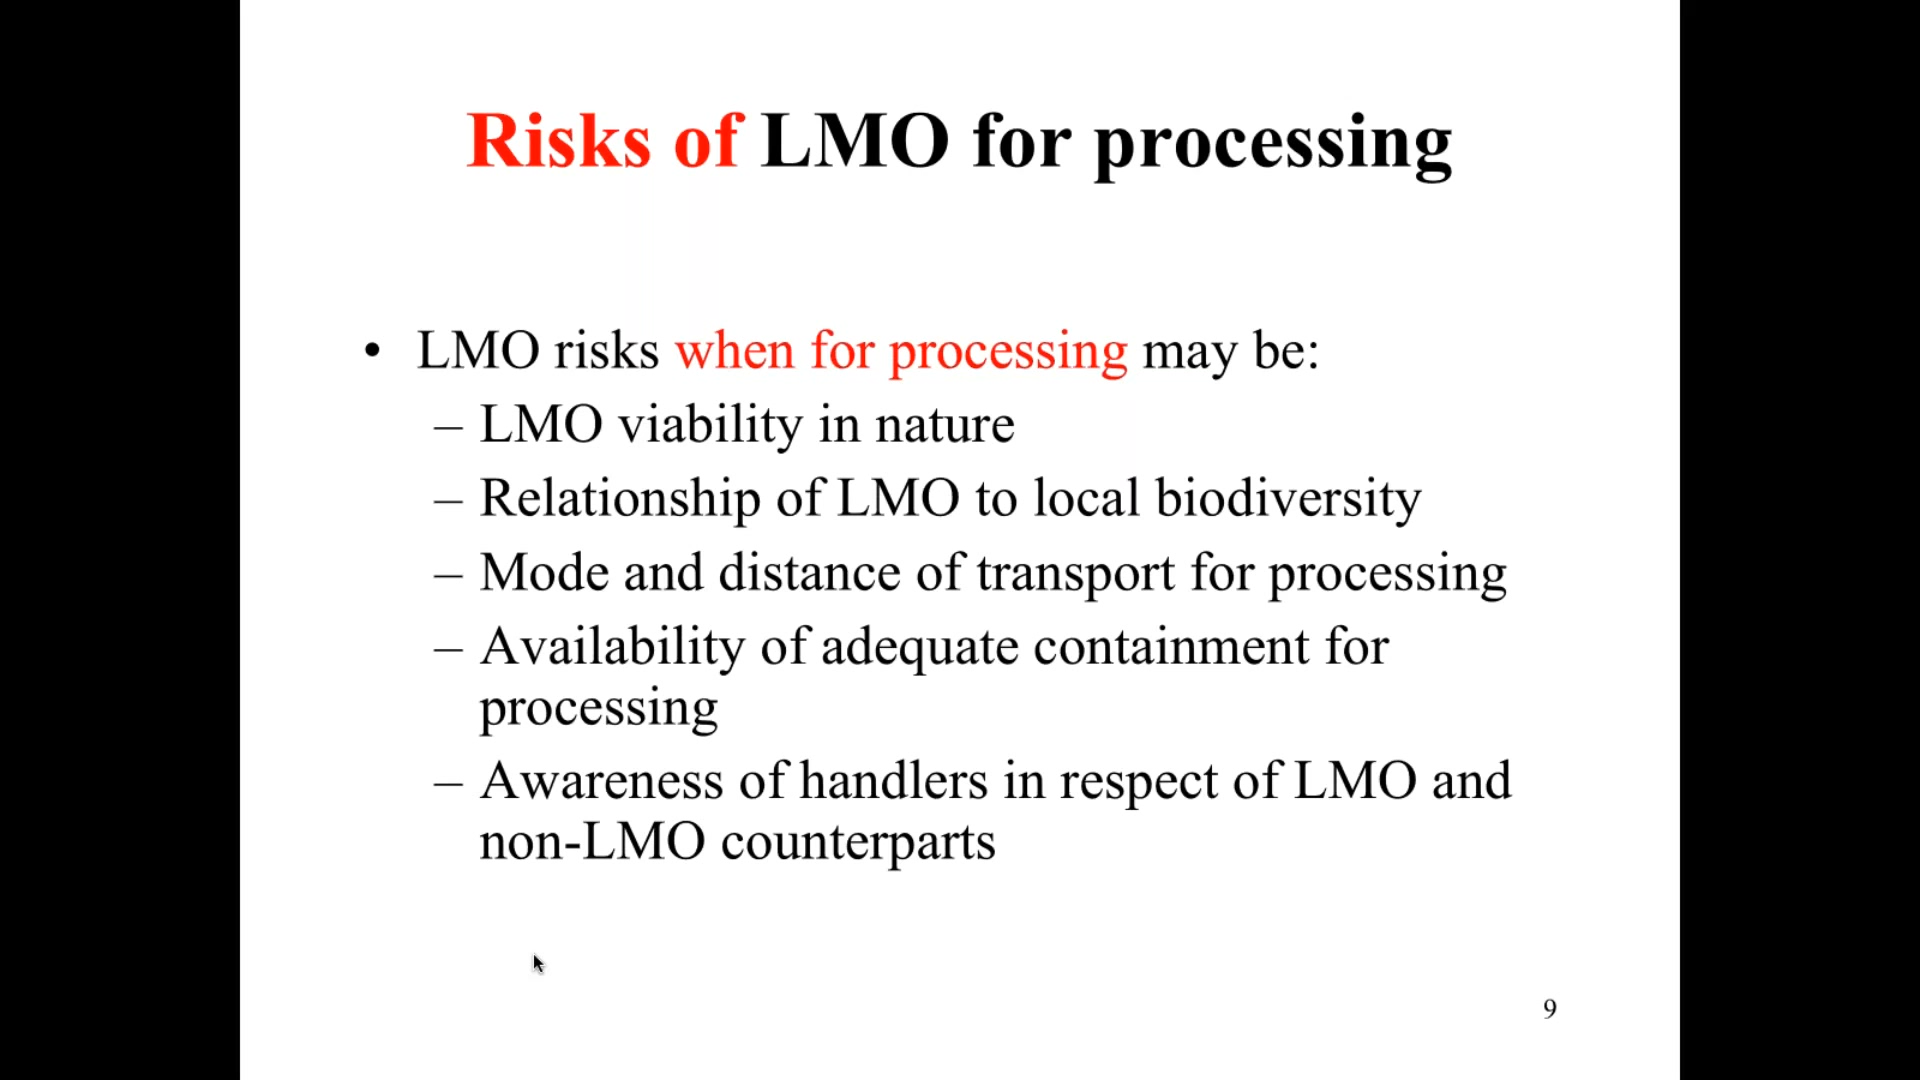 Risks of LMO for processing
• LMO risks when for processing may be:
– LMO viability in nature
– Relationship of LMO to local biodiversity
– Mode and distance of transport for processing
– Availability of adequate containment for
processing
– Awareness of handlers in respect of LMO and
non-LMO counterparts
9